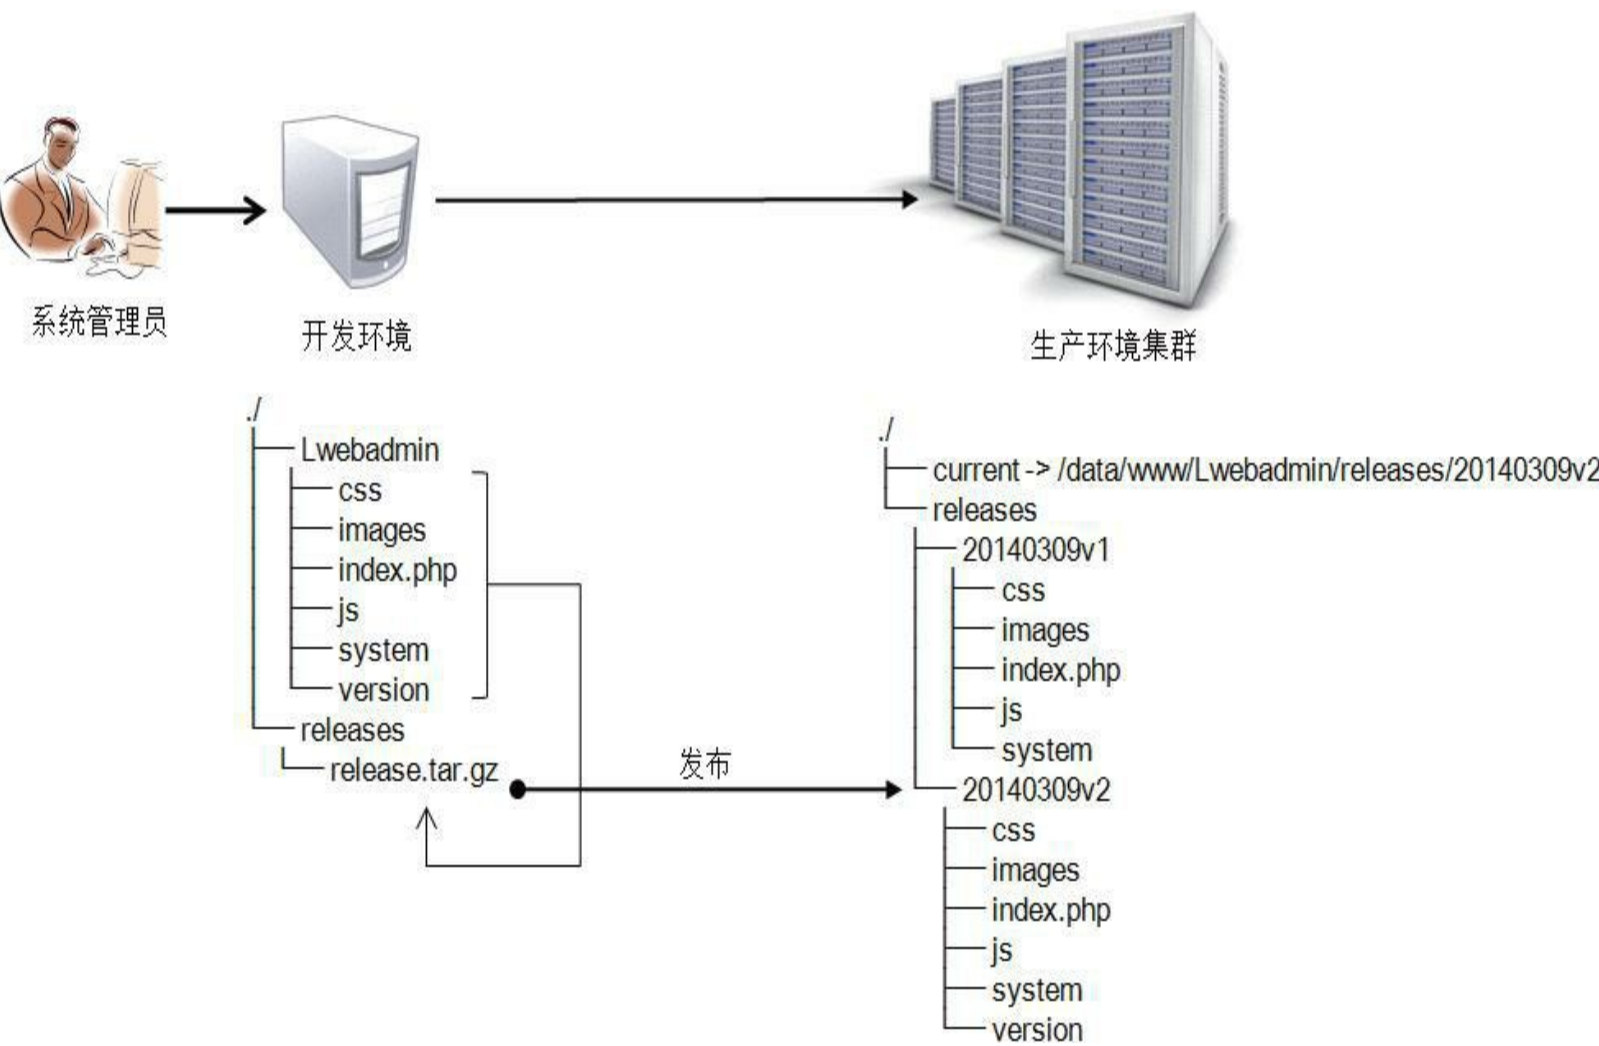 系统管理员
开发环境
生产环境集群
./
Lwebadmin
css
images
index.php
js
system
version
releases
release.tar.gz
发布
./
current -> /data/www/Lwebadmin/releases/20140309v2
releases
20140309v1
css
images
index.php
js
system
20140309v2
css
images
index.php
js
system
version